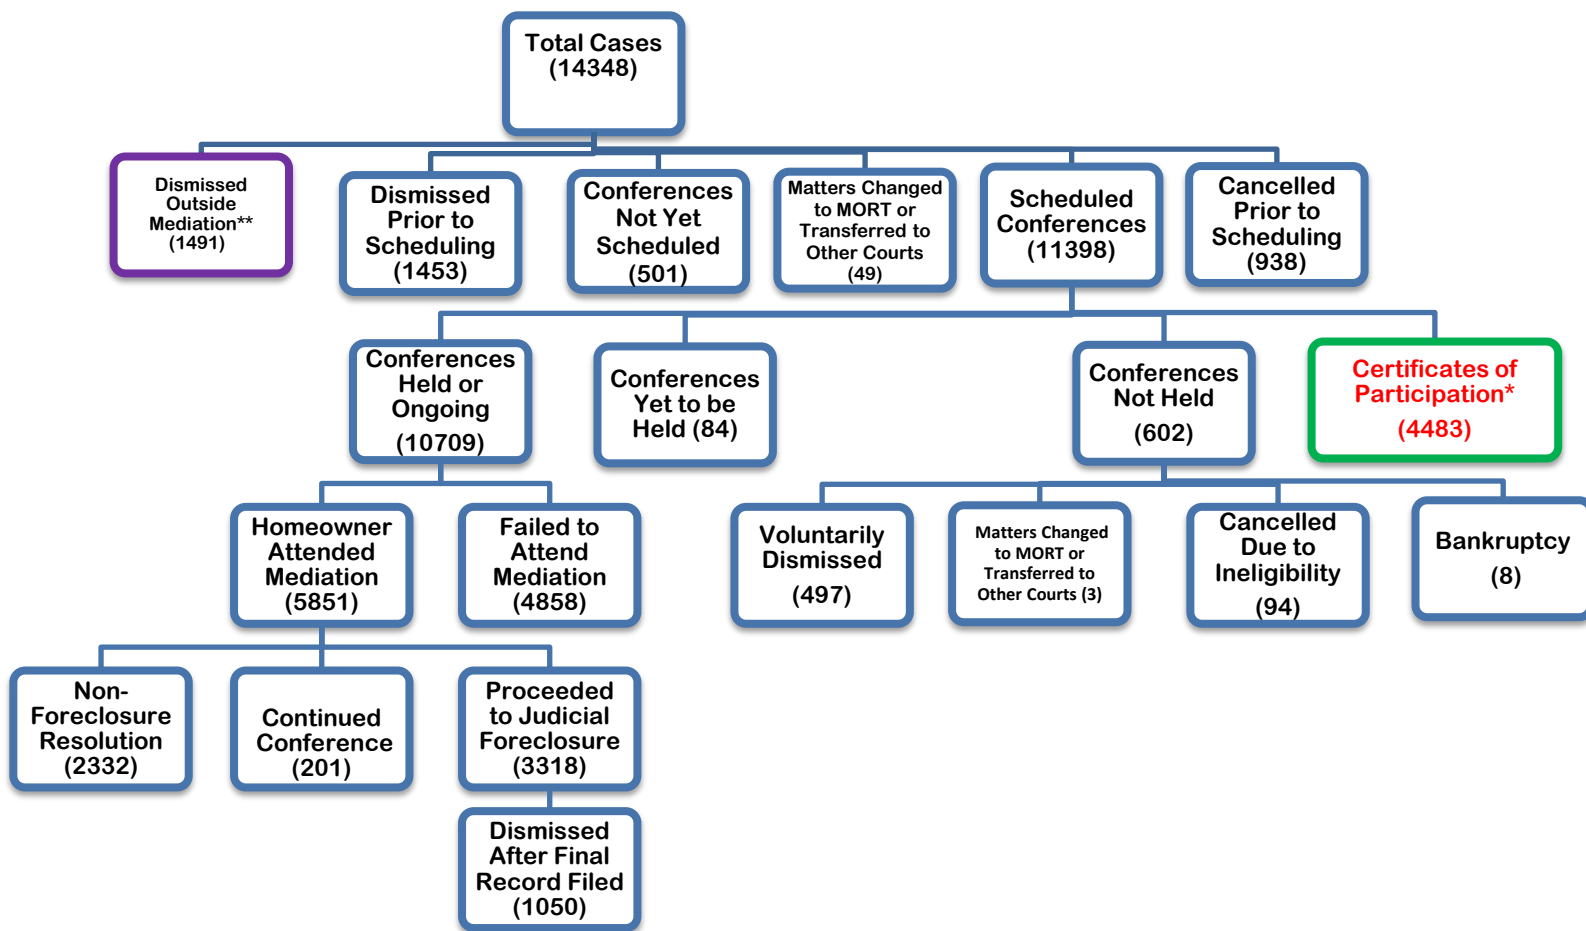 Total Cases
(14348)
Dismissed
Outside
Mediation**
(1491)
Dismissed
Prior to
Scheduling
(1453)
Conferences
Not Yet
Scheduled
(501)
Matters Changed
to MORT or
Transferred to
Other Courts
(49)
Scheduled
Conferences
(11398)
Cancelled
Prior to
Scheduling
(938)
Conferences
Held or
Ongoing
(10709)
Conferences
Yet to be
Held (84)
Conferences
Not Held
(602)
Certificates of
Participation*
(4483)
Homeowner
Attended
Mediation
(5851)
Failed to
Attend
Mediation
(4858)
Voluntarily
Dismissed
(497)
Matters Changed
to MORT or
Transferred to
Other Courts (3)
Cancelled
Due to
Ineligibility
(94)
Bankruptcy
(8)
Non-
Foreclosure
Resolution
(2332)
Continued
Conference
(201)
Proceeded
to Judicial
Foreclosure
(3318)
Dismissed
After Final
Record Filed
(1050)